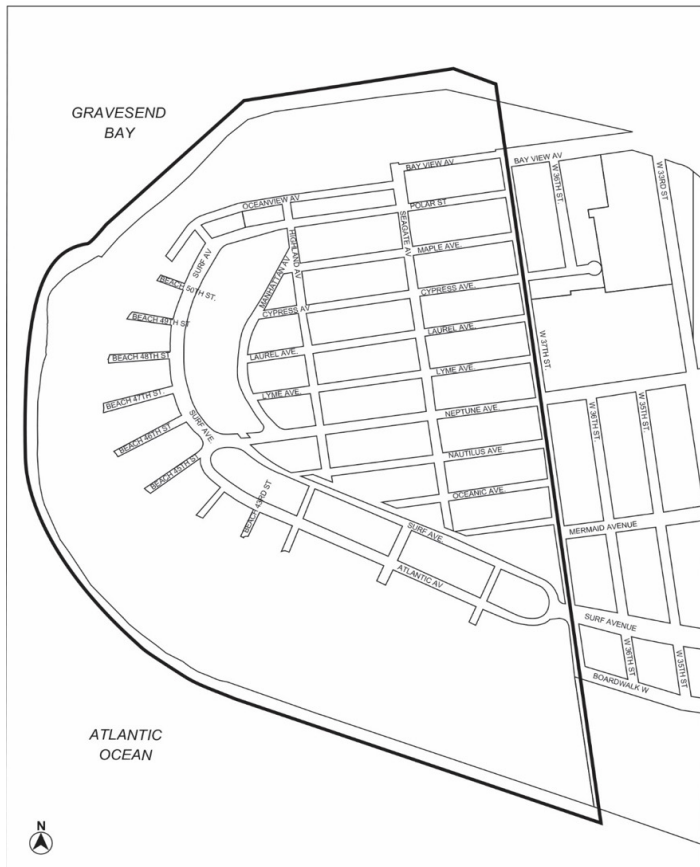 GRAVESEND
BAY
BAY VIEW AV
BAY VIEW AV
W 36TH ST
W 33RD ST
OCEANVIEW AV
POLAR ST
SEAGATE AV
HIGHLAND AV
SURF AV
MANHATTAN AV
MAPLE AVE.
BEACH 50TH ST.
CYPRESS AVE.
CYPRESS AV
BEACH 49TH ST
LAUREL AVE.
W 37TH ST.
BEACH 48TH ST
LAUREL AVE.
LYME AVE.
BEACH 47TH ST.
LYME AVE.
NEPTUNE AVE.
W 36TH ST.
W 35TH ST.
SURF AVE.
BEACH 46TH ST
NAUTILUS AVE.
BEACH 45TH ST
OCEANIC AVE.
BEACH 43RD ST
SURF AVE.
MERMAID AVENUE
ATLANTIC AV
SURF AVENUE
W 36TH ST
W 35TH ST
BOARDWALK W
ATLANTIC
OCEAN
N